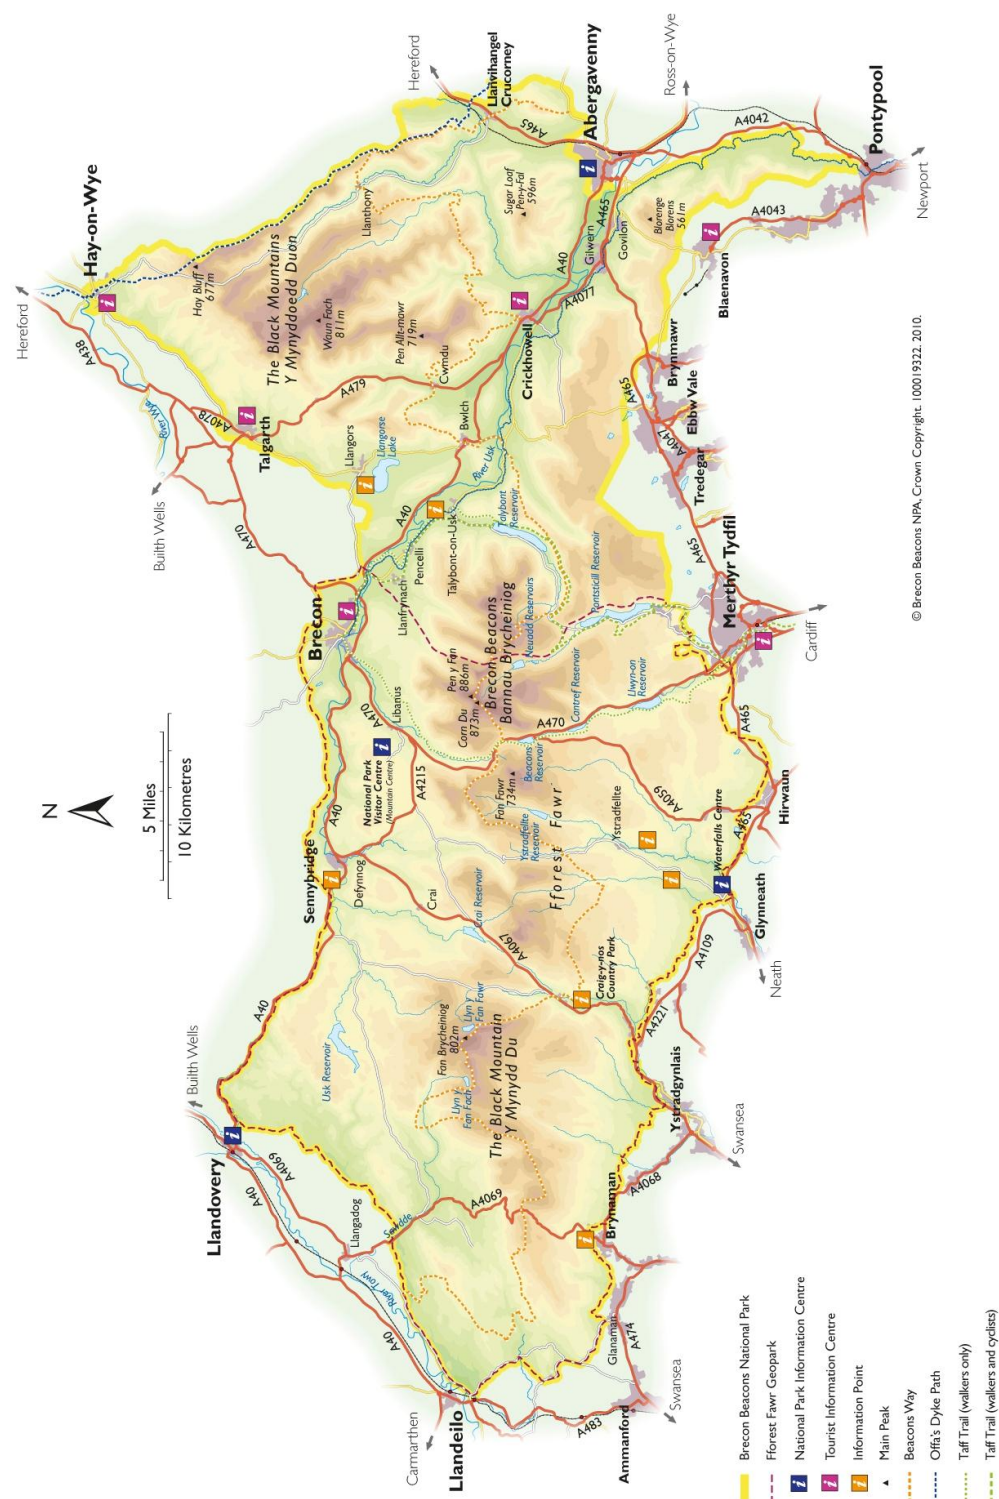 N
5 Miles
10 Kilometres
Hereford
Hay-on-Wye
A438
River Wye
A4078
Talgarth
Builth Wells
A470
Hay Bluff
677m
The Black Mountains
Y Mynyddoedd Duon
Waun Fach
811m
Pen Allt-mawr
719m
A479
Cwmdu
Llanthony
Hereford
Llanvihangel
Crucorney
A465
Sugar Loaf
Pen-y-Fal
596m
Abergavenny
Ross-on-Wye
A4042
Pontypool
Newport
A4043
Blorenge
Blorens
561m
Blaenavon
Govilon
Gilwern
A465
A40
A4077
Crickhowell
Bwlch
Llangors
Llangorse
Lake
River Usk
A40
Talybont-on-Usk
Pencelli
Llanfrynach
Talybont
Reservoir
Brecon
Brynmawr
Ebbw Vale
A465
A4047
Tredegar
A465
Merthyr Tydfil
Cardiff
Pontsticill Reservoir
Neuadd Reservoirs
Brecon Beacons
Bannau Brycheiniog
Pen y Fan
886m
Corn Du
873m
Cantref Reservoir
Llwyn-on
Reservoir
A470
Beacons
Reservoir
Libanus
A470
National Park
Visitor Centre
(Mountain Centre)
A4215
A40
Sennybridge
Defynnog
Fan Fawr
734m
Fforest Fawr
Ystradfellte
Reservoir
Ystradfellte
A4059
A465
Hirwaun
Waterfalls Centre
A465
Glynneath
Neath
A4109
A4221
Crai
Crai Reservoir
A4067
Craig-y-nos
Country Park
A40
Builth Wells
Usk Reservoir
Fan Brycheiniog
802m
Llyn y
Fan Fawr
Llyn y
Fan Fach
The Black Mountain
Y Mynydd Du
Ystradgynlais
Swansea
A4068
Brynaman
A4069
Llandovery
A4069
A40
Llangadog
Sawdde
River Towy
A40
Carmarthen
Llandeilo
Glanaman
A474
Swansea
A483
Ammanford
Brecon Beacons National Park
Fforest Fawr Geopark
National Park Information Centre
Tourist Information Centre
Information Point
Main Peak
Beacons Way
Offa's Dyke Path
Taff Trail (walkers only)
Taff Trail (walkers and cyclists)
© Brecon Beacons NPA, Crown Copyright. 100019322. 2010.